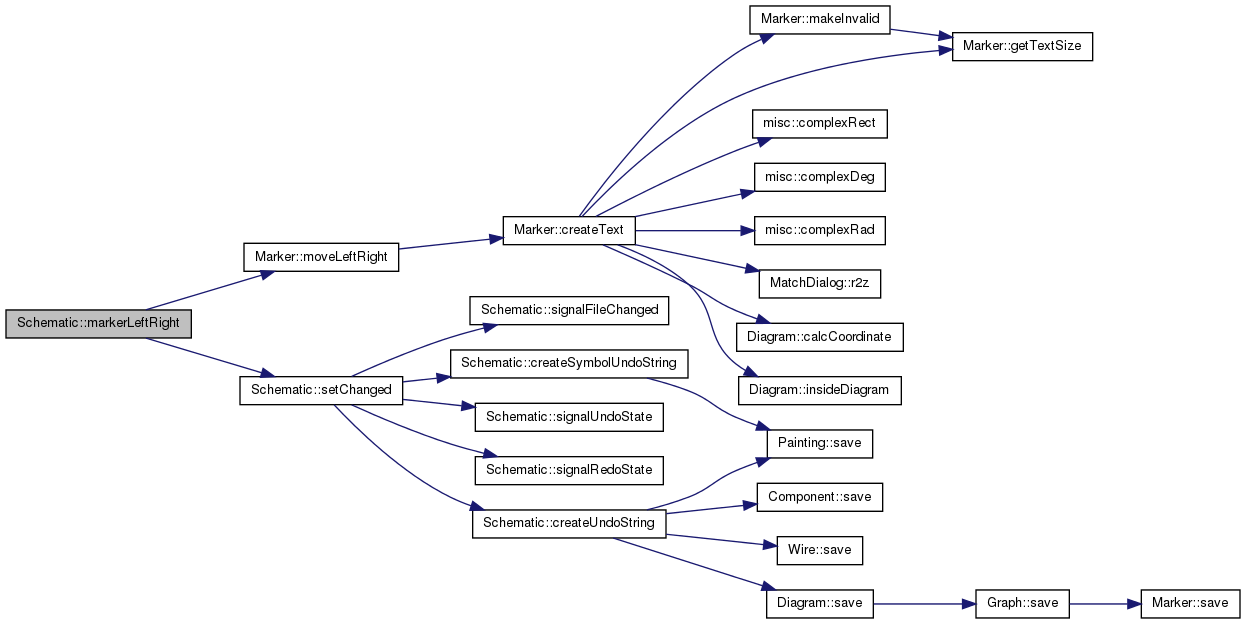 Marker::makeInvalid
Marker::getTextSize
misc::complexRect
misc::complexDeg
Marker::createText
misc::complexRad
Marker::moveLeftRight
MatchDialog::r2z
Schematic::signalFileChanged
Schematic::markerLeftRight
Diagram::calcCoordinate
Schematic::createSymbolUndoString
Schematic::setChanged
Diagram::insideDiagram
Schematic::signalUndoState
Painting::save
Schematic::signalRedoState
Component::save
Schematic::createUndoString
Wire::save
Diagram::save
Graph::save
Marker::save